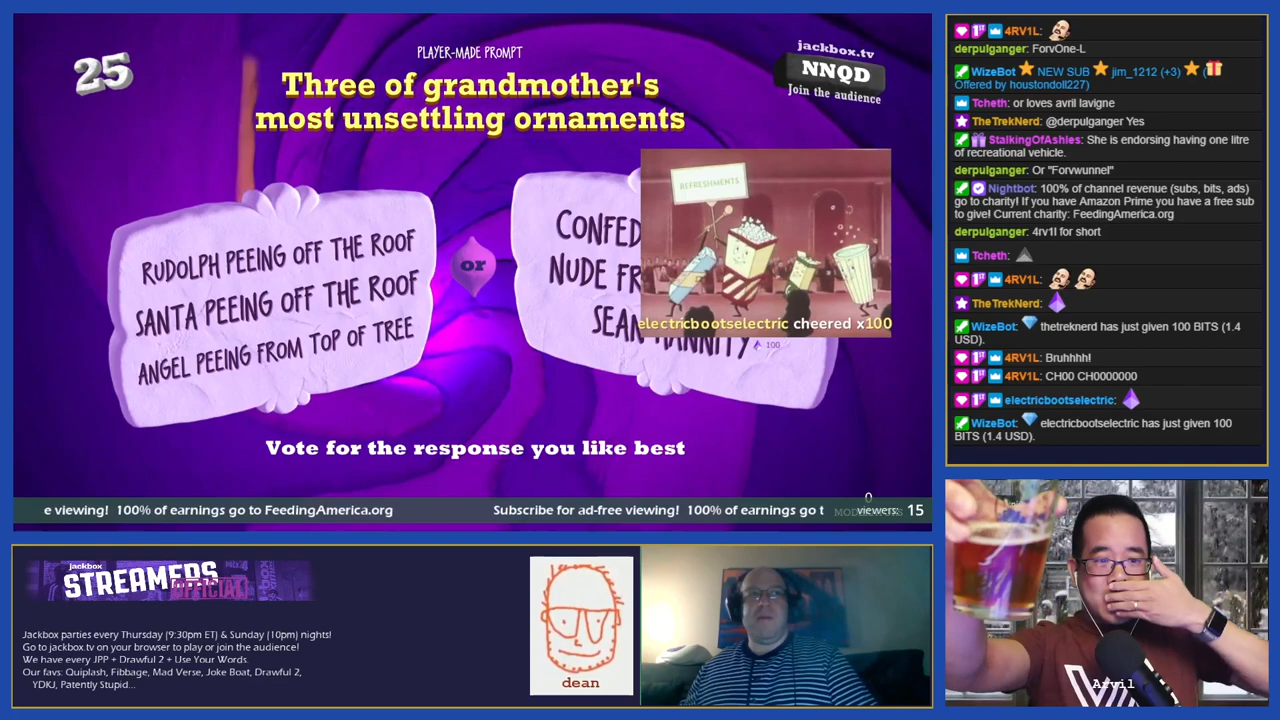 25
PLAYER-MADE PROMPT
Three of grandmother's
most unsettling ornaments
jackbox.tv
NNQD
Join the audience
RUDOLPH PEEING OFF THE ROOF
SANTA PEEING OFF THE ROOF
ANGEL PEEING FROM TOP OF TREE
or
CONFED
NUDE FR
SEAN HANNITY
REFRESHMENTS
electricbootselectric cheered x100
100
Vote for the response you like best
e viewing! 100% of earnings go to FeedingAmerica.org
Subscribe for ad-free viewing! 100% of earnings go t
0
viewers: 15
4RV1L:
derpulganger: ForvOne-L
WizeBot NEW SUB jim_1212 (+3) (
Offered by houstondoll227)
Tcheth: or loves avril lavigne
TheTrekNerd: @derpulganger Yes
StalkingOfAshies: She is endorsing having one litre
of recreational vehicle.
derpulganger: Or "Forwunnel"
Nightbot: 100% of channel revenue (subs, bits, ads)
go to charity! If you have Amazon Prime you have a free sub
to give! Current charity: FeedingAmerica.org
derpulganger: 4rv1l for short
Tcheth:
4RV1L:
TheTrekNerd:
WizeBot: thetreknerd has just given 100 BITS (1.4
USD).
4RV1L: Bruhhhh!
4RV1L: CH00 CH0000000
electricbootselectric:
WizeBot: electricbootselectric has just given 100
BITS (1.4 USD).
jackbox
STREAMERS
OFFICIAL
Jackbox parties every Thursday (9:30pm ET) & Sunday (10pm) nights!
Go to jackbox.tv on your browser to play or join the audience!
We have every JPP + Drawful 2 + Use Your Words.
Our favs: Quiplash, Fibbage, Mad Verse, Joke Boat, Drawful 2,
YDKJ, Patently Stupid...
dean
Arvil